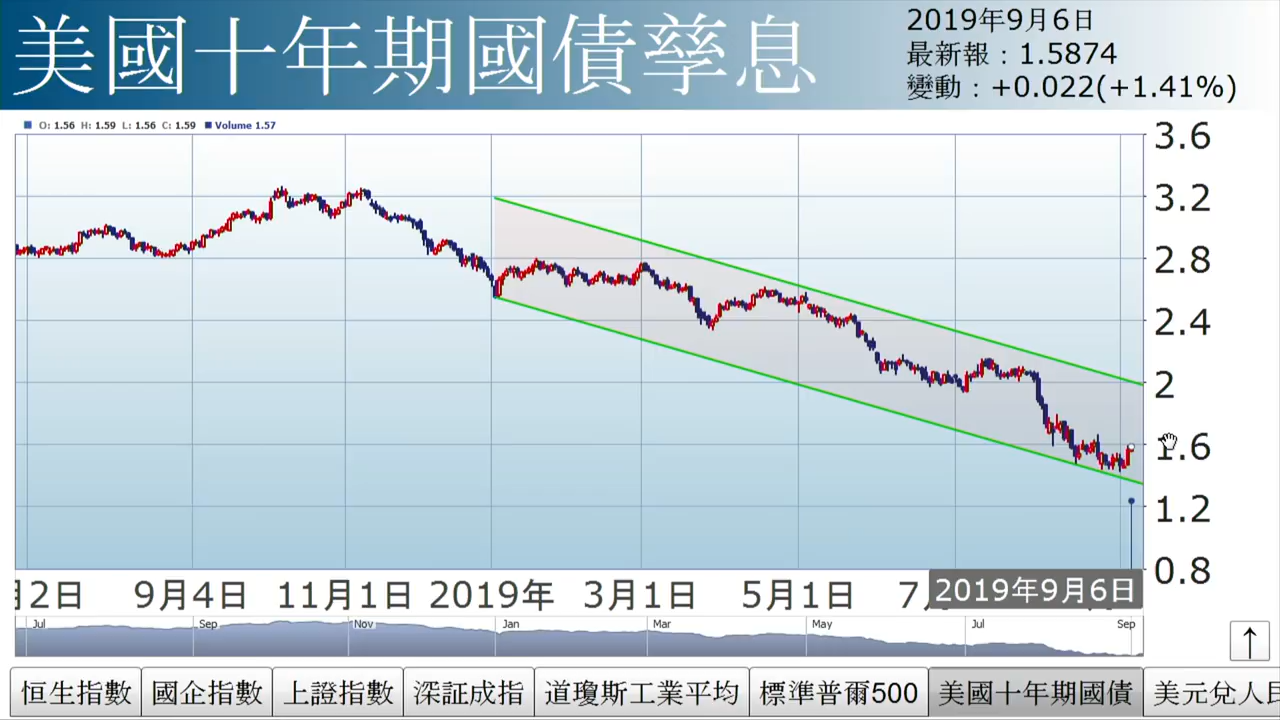 美國十年期國債孳息
2019年9月6日
最新報：1.5874
變動：+0.022(+1.41%)
O: 1.56 H: 1.59 L: 1.56 C: 1.59 Volume 1.57
3.6
3.2
2.8
2.4
2
1.6
1.2
0.8
月2日 9月4日 11月1日 2019年 3月1日 5月1日 7 2019年9月6日
Jul Sep Nov Jan Mar May Jul Sep
↑
恒生指數 國企指數 上證指數 深証成指 道瓊斯工業平均 標準普爾500 美國十年期國債 美元兌人民